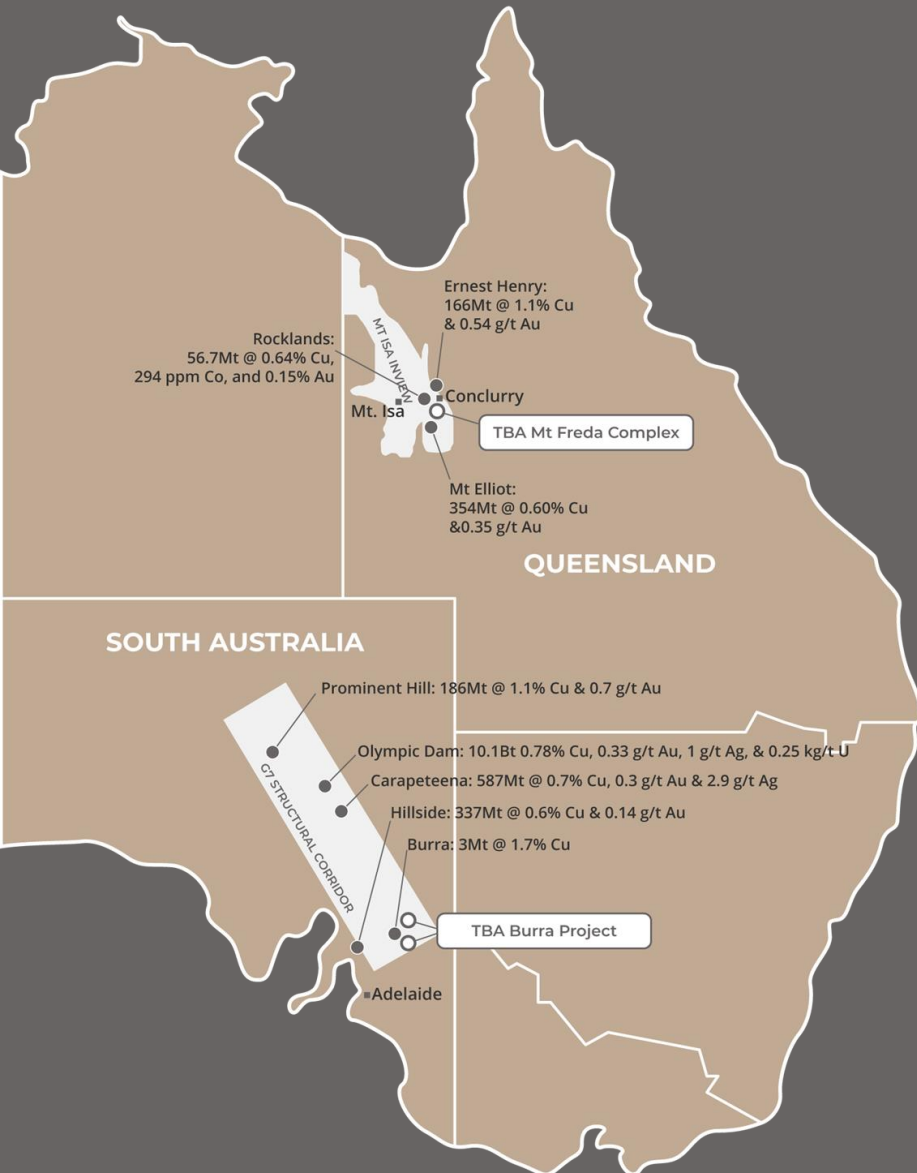 Ernest Henry:
166Mt @ 1.1% Cu
& 0.54 g/t Au
Rocklands:
56.7Mt @ 0.64% Cu,
294 ppm Co, and 0.15% Au
MT ISA INVIEW
Mt. Isa
Conclurry
TBA Mt Freda Complex
Mt Elliot:
354Mt @ 0.60% Cu
&0.35 g/t Au
QUEENSLAND
SOUTH AUSTRALIA
Prominent Hill: 186Mt @ 1.1% Cu & 0.7 g/t Au
Olympic Dam: 10.1Bt 0.78% Cu, 0.33 g/t Au, 1 g/t Ag, & 0.25 kg/t U
Carapeteena: 587Mt @ 0.7% Cu, 0.3 g/t Au & 2.9 g/t Ag
Hillside: 337Mt @ 0.6% Cu & 0.14 g/t Au
Burra: 3Mt @ 1.7% Cu
G7 STRUCTURAL CORRIDOR
TBA Burra Project
Adelaide